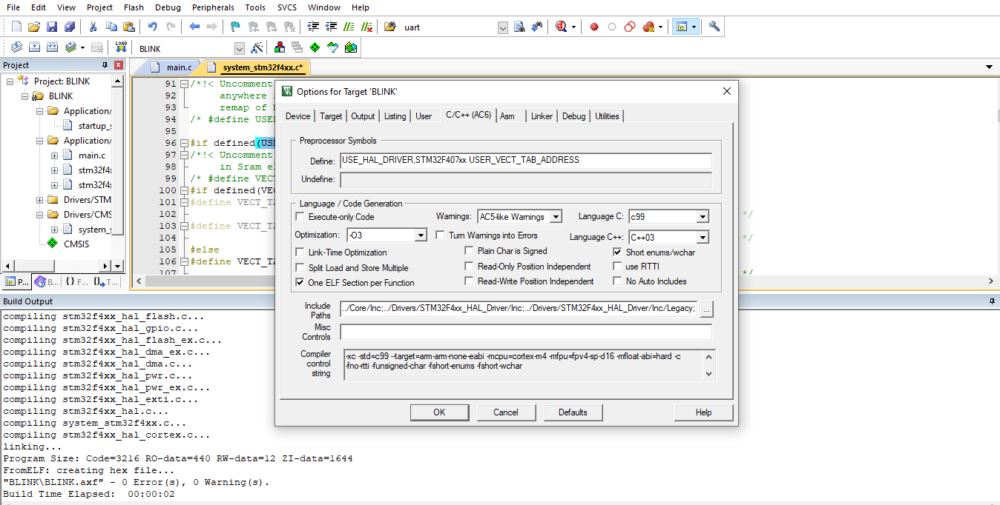 File Edit View Project Flash Debug Peripherals Tools SVCS Window Help
uart
LOAD
BLINK
Project
main.c system_stm32f4xx.c*
Project: BLINK
BLINK
Application/
startup_s
Application/
main.c
stm32f4x
stm32f4x
Drivers/STM
Drivers/CMS
system_s
CMSIS
P... B... {} F... T...
91 /*!< Uncomment
92 anywhere
93 remap of
94 /* #define USE
95
96 #if defined(USE
97 /*!< Uncomment
98 in Sram el
99 /* #define VECT
100 #if defined(VEC
101 #define VECT_TA
102 */
103 #define VECT_TA
104 */
105 #else
106 #define VECT_TA
107 */
Options for Target 'BLINK'
Device Target Output Listing User C/C++ (AC6) Asm Linker Debug Utilities
Preprocessor Symbols
Define: USE_HAL_DRIVER,STM32F407xx USER_VECT_TAB_ADDRESS
Undefine:
Language / Code Generation
Execute-only Code Warnings: AC5-like Warnings Language C: c99
Optimization: -O3 Turn Warnings into Errors Language C++: C++03
Link-Time Optimization Plain Char is Signed Short enums/wchar
Split Load and Store Multiple Read-Only Position Independent use RTTI
One ELF Section per Function Read-Write Position Independent No Auto Includes
Include Paths ../Core/Inc;../Drivers/STM32F4xx_HAL_Driver/Inc;../Drivers/STM32F4xx_HAL_Driver/Inc/Legacy; ...
Misc Controls
Compiler control string -xc -std=c99 --target=arm-arm-none-eabi -mcpu=cortex-m4 -mfpu=fpv4-sp-d16 -mfloat-abi=hard -c
-fno-rtti -funsigned-char -fshort-enums -fshort-wchar
OK Cancel Defaults Help
Build Output
compiling stm32f4xx_hal_flash.c...
compiling stm32f4xx_hal_gpio.c...
compiling stm32f4xx_hal_flash_ex.c...
compiling stm32f4xx_hal_dma_ex.c...
compiling stm32f4xx_hal_dma.c...
compiling stm32f4xx_hal_pwr.c...
compiling stm32f4xx_hal_pwr_ex.c...
compiling stm32f4xx_hal_exti.c...
compiling stm32f4xx_hal.c...
compiling system_stm32f4xx.c...
compiling stm32f4xx_hal_cortex.c...
linking...
Program Size: Code=3216 RO-data=440 RW-data=12 ZI-data=1644
FromELF: creating hex file...
"BLINK\BLINK.axf" - 0 Error(s), 0 Warning(s).
Build Time Elapsed: 00:00:02